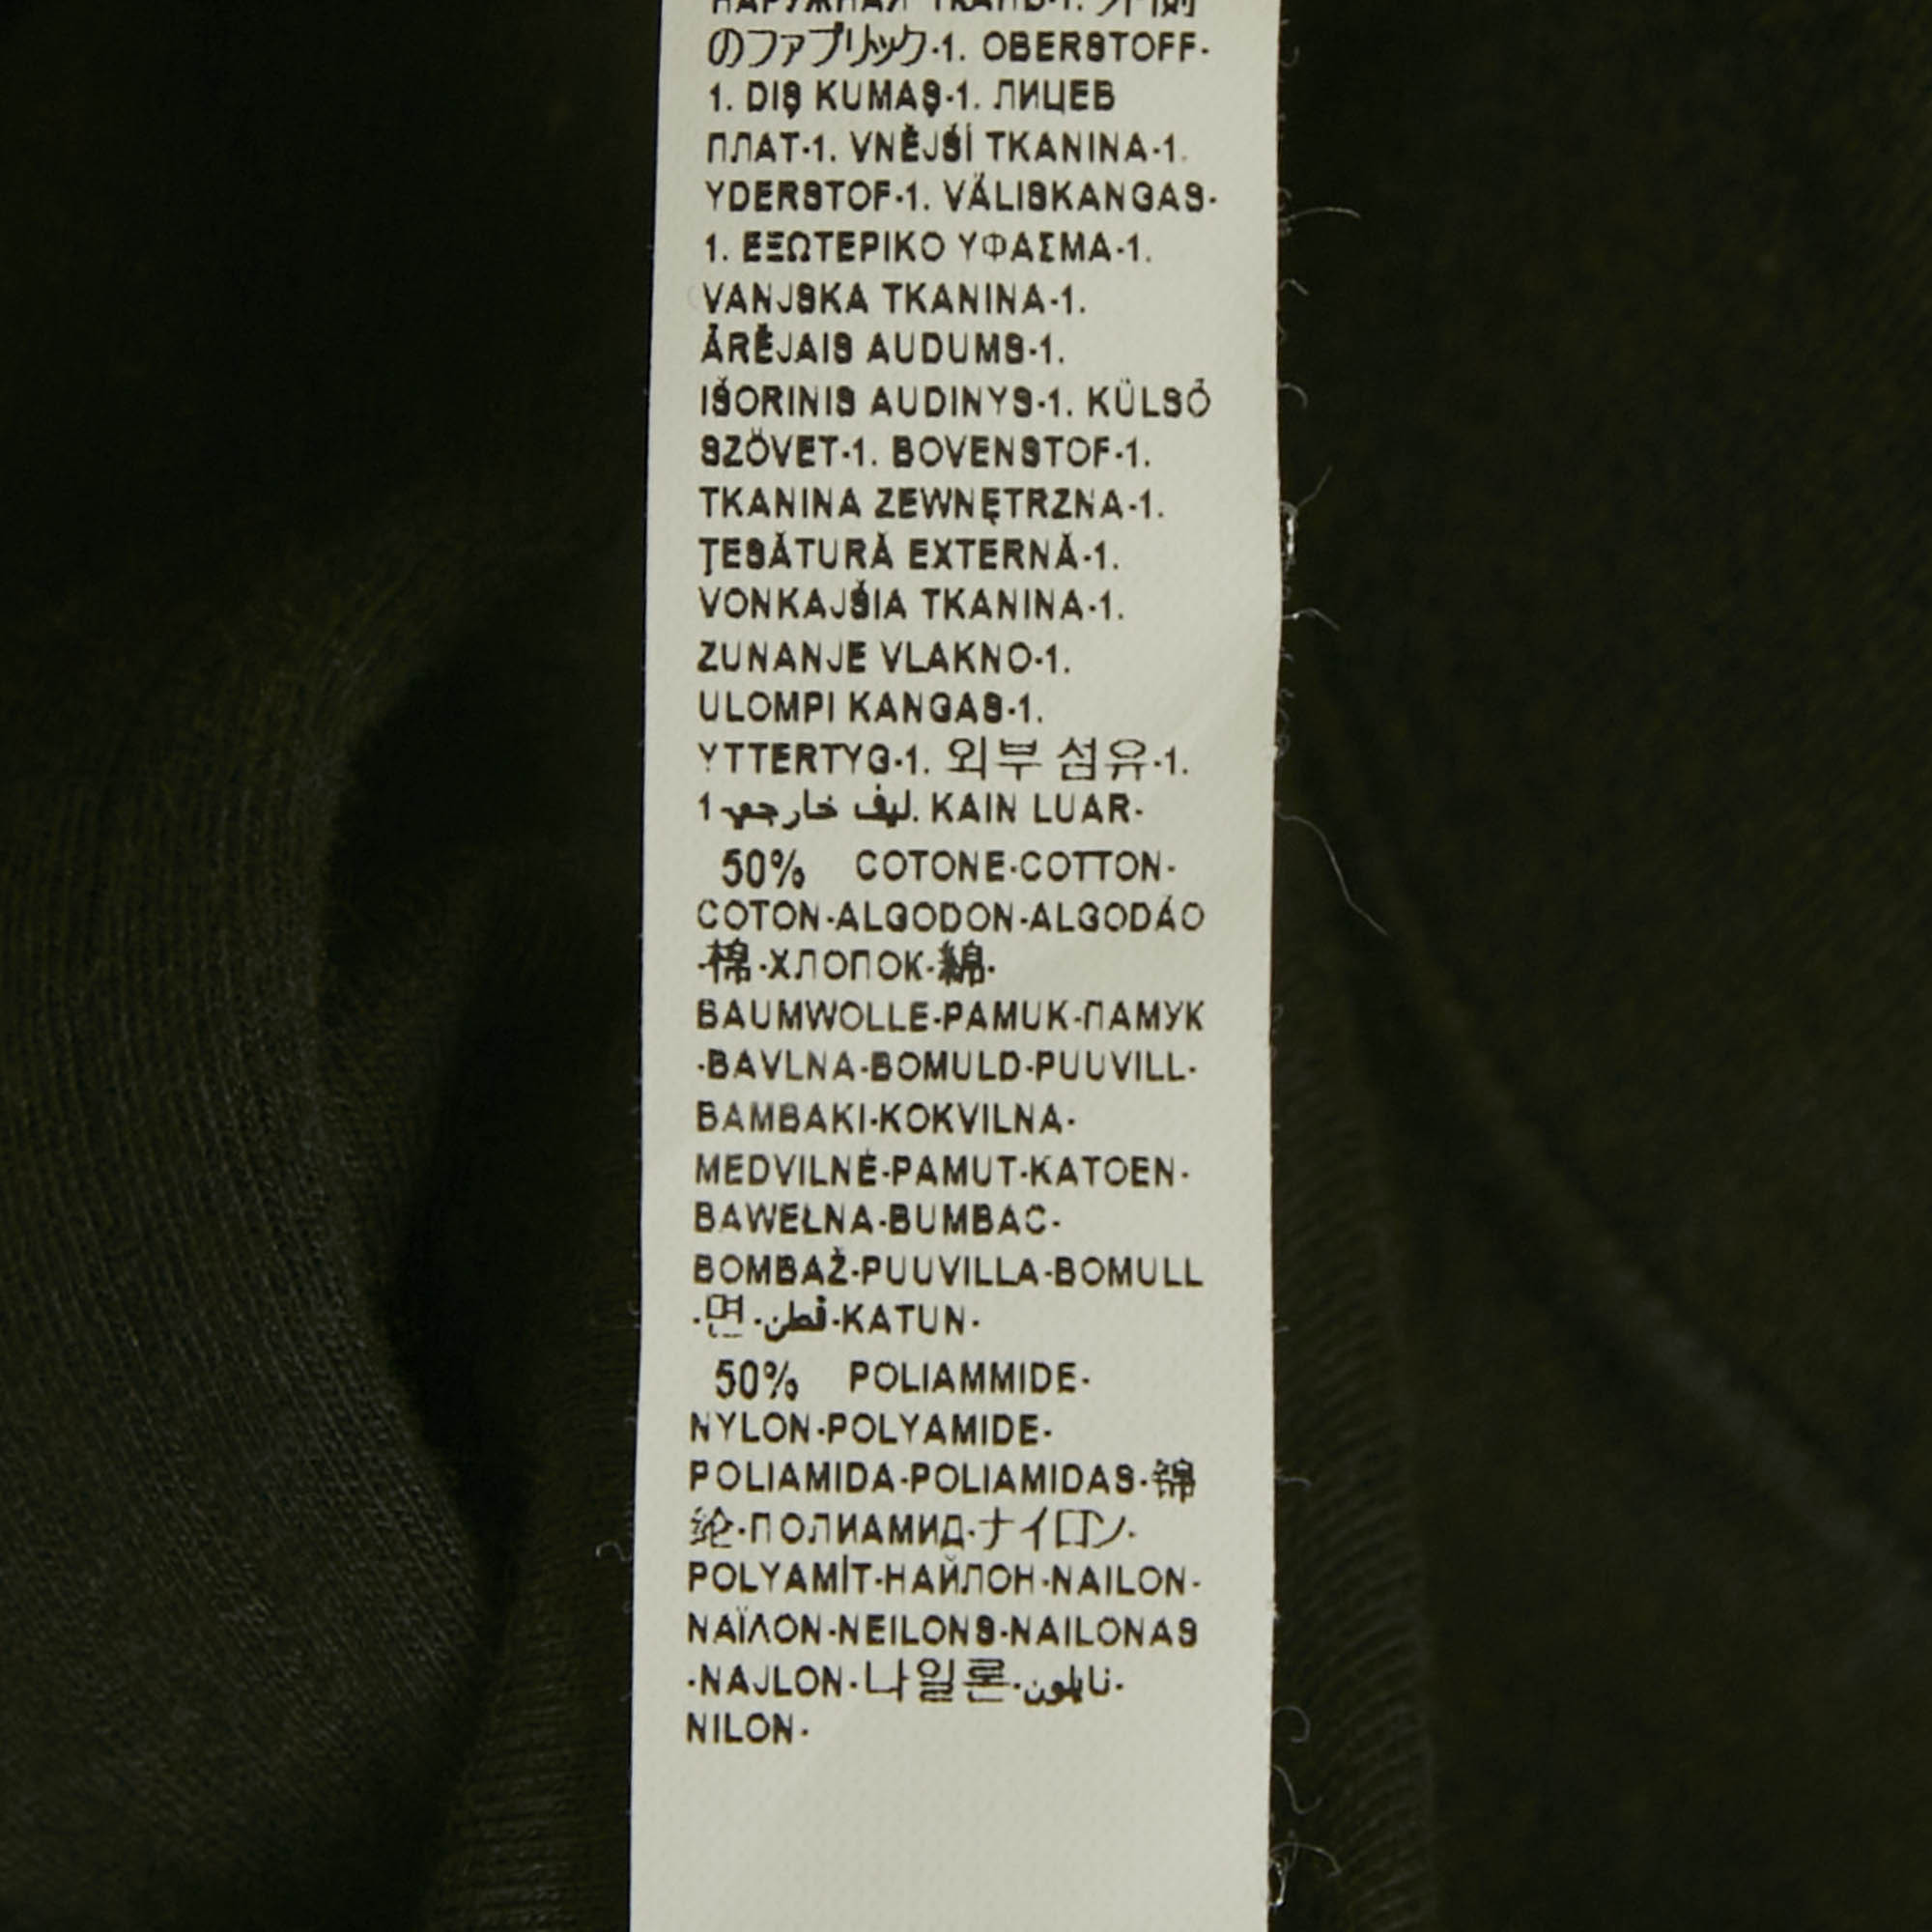 НАРУЖНАЯ ТКАНЬ-1. 外側
のファブリック-1. OBERSTOFF-
1. DIŞ KUMAŞ-1. ЛИЦЕВ
ПЛАТ-1. VNĚJŠÍ TKANINA-1.
YDERSTOF-1. VÄLISKANGAS-
1. ΕΞΩΤΕΡΙΚΟ ΥΦΑΣΜΑ-1.
VANJSKA TKANINA-1.
ĀRĒJAIS AUDUMS-1.
IŠORINIS AUDINYS-1. KÜLSŐ
SZÖVET-1. BOVENSTOF-1.
TKANINA ZEWNĘTRZNA-1.
ŢESĂTURĂ EXTERNĂ-1.
VONKAJŠIA TKANINA-1.
ZUNANJE VLAKNO-1.
ULOMPI KANGAS-1.
YTTERTYG-1. 외부 섬유-1.
1-ليف خارجي. KAIN LUAR-
50% COTONE-COTTON-
COTON-ALGODON-ALGODÃO
-棉-ХЛОПОК-綿-
BAUMWOLLE-PAMUK-ПАМУК
-BAVLNA-BOMULD-PUUVILL-
BAMBAKI-KOKVILNA-
MEDVILNĖ-PAMUT-KATOEN-
BAWEŁNA-BUMBAC-
BOMBAŽ-PUUVILLA-BOMULL
-면-قطن-KATUN-
50% POLIAMMIDE-
NYLON-POLYAMIDE-
POLIAMIDA-POLIAMIDAS-锦
纶-ПОЛИАМИД-ナイロン-
POLYAMİT-НАЙЛОН-NAILON-
ΝΑΪΛΟΝ-NEILONS-NAILONAS
-NAJLON-나일론-نايلون-
NILON-